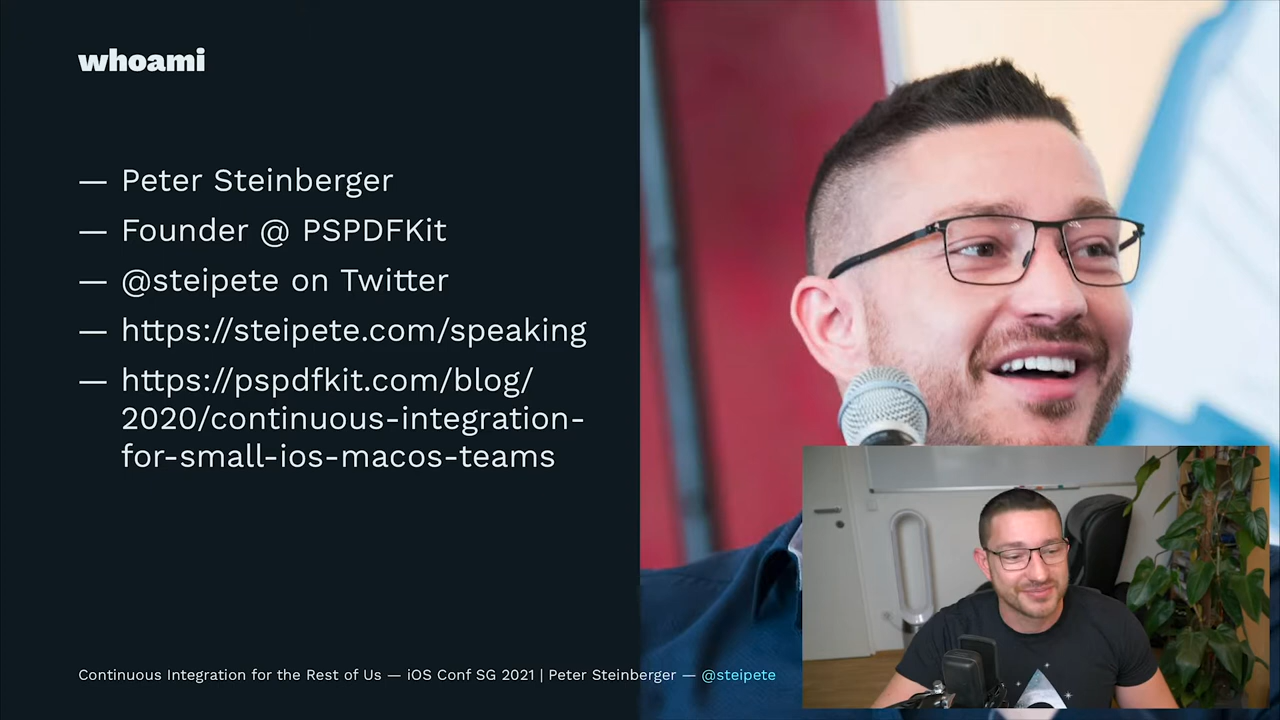 whoami
— Peter Steinberger
— Founder @ PSPDFKit
— @steipete on Twitter
— https://steipete.com/speaking
— https://pspdfkit.com/blog/
2020/continuous-integration-
for-small-ios-macos-teams
Continuous Integration for the Rest of Us — iOS Conf SG 2021 | Peter Steinberger — @steipete